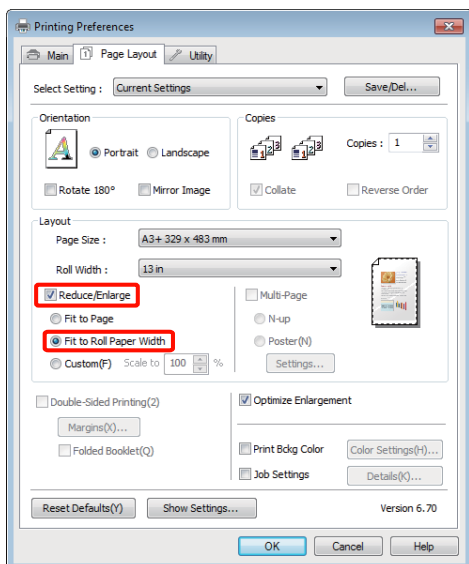 Printing Preferences
Main Page Layout Utility
Select Setting : Current Settings Save/Del...
Orientation
Portrait Landscape
Rotate 180° Mirror Image
Copies
Copies : 1
Collate Reverse Order
Layout
Page Size : A3+ 329 x 483 mm
Roll Width : 13 in
Reduce/Enlarge
Fit to Page
Fit to Roll Paper Width
Custom(F) Scale to 100 %
Multi-Page
N-up
Poster(N)
Settings...
Double-Sided Printing(2)
Margins(X)...
Folded Booklet(Q)
Optimize Enlargement
Print Bckg Color Color Settings(H)...
Job Settings Details(K)...
Reset Defaults(Y) Show Settings... Version 6.70
OK Cancel Help